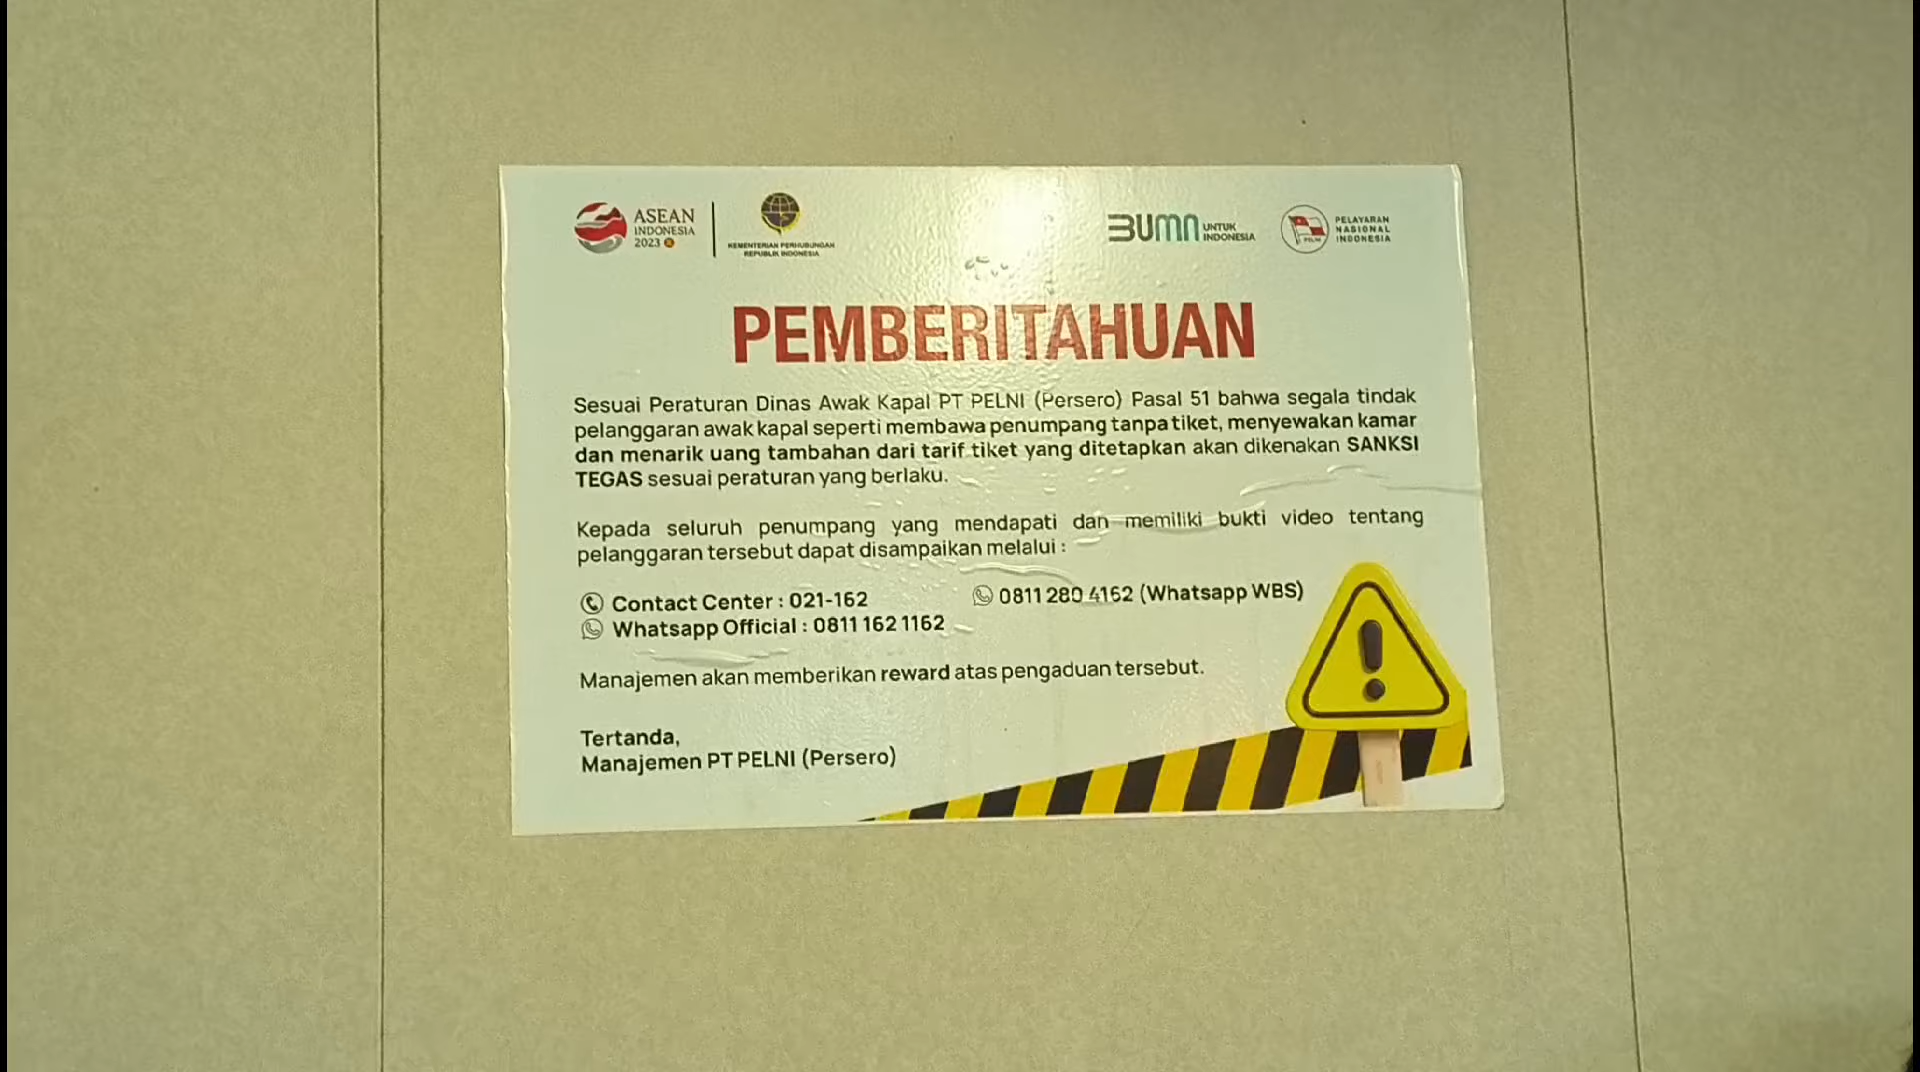 ASEAN
INDONESIA
2023
KEMENTERIAN PERHUBUNGAN
REPUBLIK INDONESIA
BUMN UNTUK
INDONESIA
PELNI
PELAYARAN
NASIONAL
INDONESIA
PEMBERITAHUAN
Sesuai Peraturan Dinas Awak Kapal PT PELNI (Persero) Pasal 51 bahwa segala tindak
pelanggaran awak kapal seperti membawa penumpang tanpa tiket, menyewakan kamar
dan menarik uang tambahan dari tarif tiket yang ditetapkan akan dikenakan SANKSI
TEGAS sesuai peraturan yang berlaku.
Kepada seluruh penumpang yang mendapati dan memiliki bukti video tentang
pelanggaran tersebut dapat disampaikan melalui :
Contact Center : 021-162
0811 280 4162 (Whatsapp WBS)
Whatsapp Official : 0811 162 1162
Manajemen akan memberikan reward atas pengaduan tersebut.
Tertanda,
Manajemen PT PELNI (Persero)